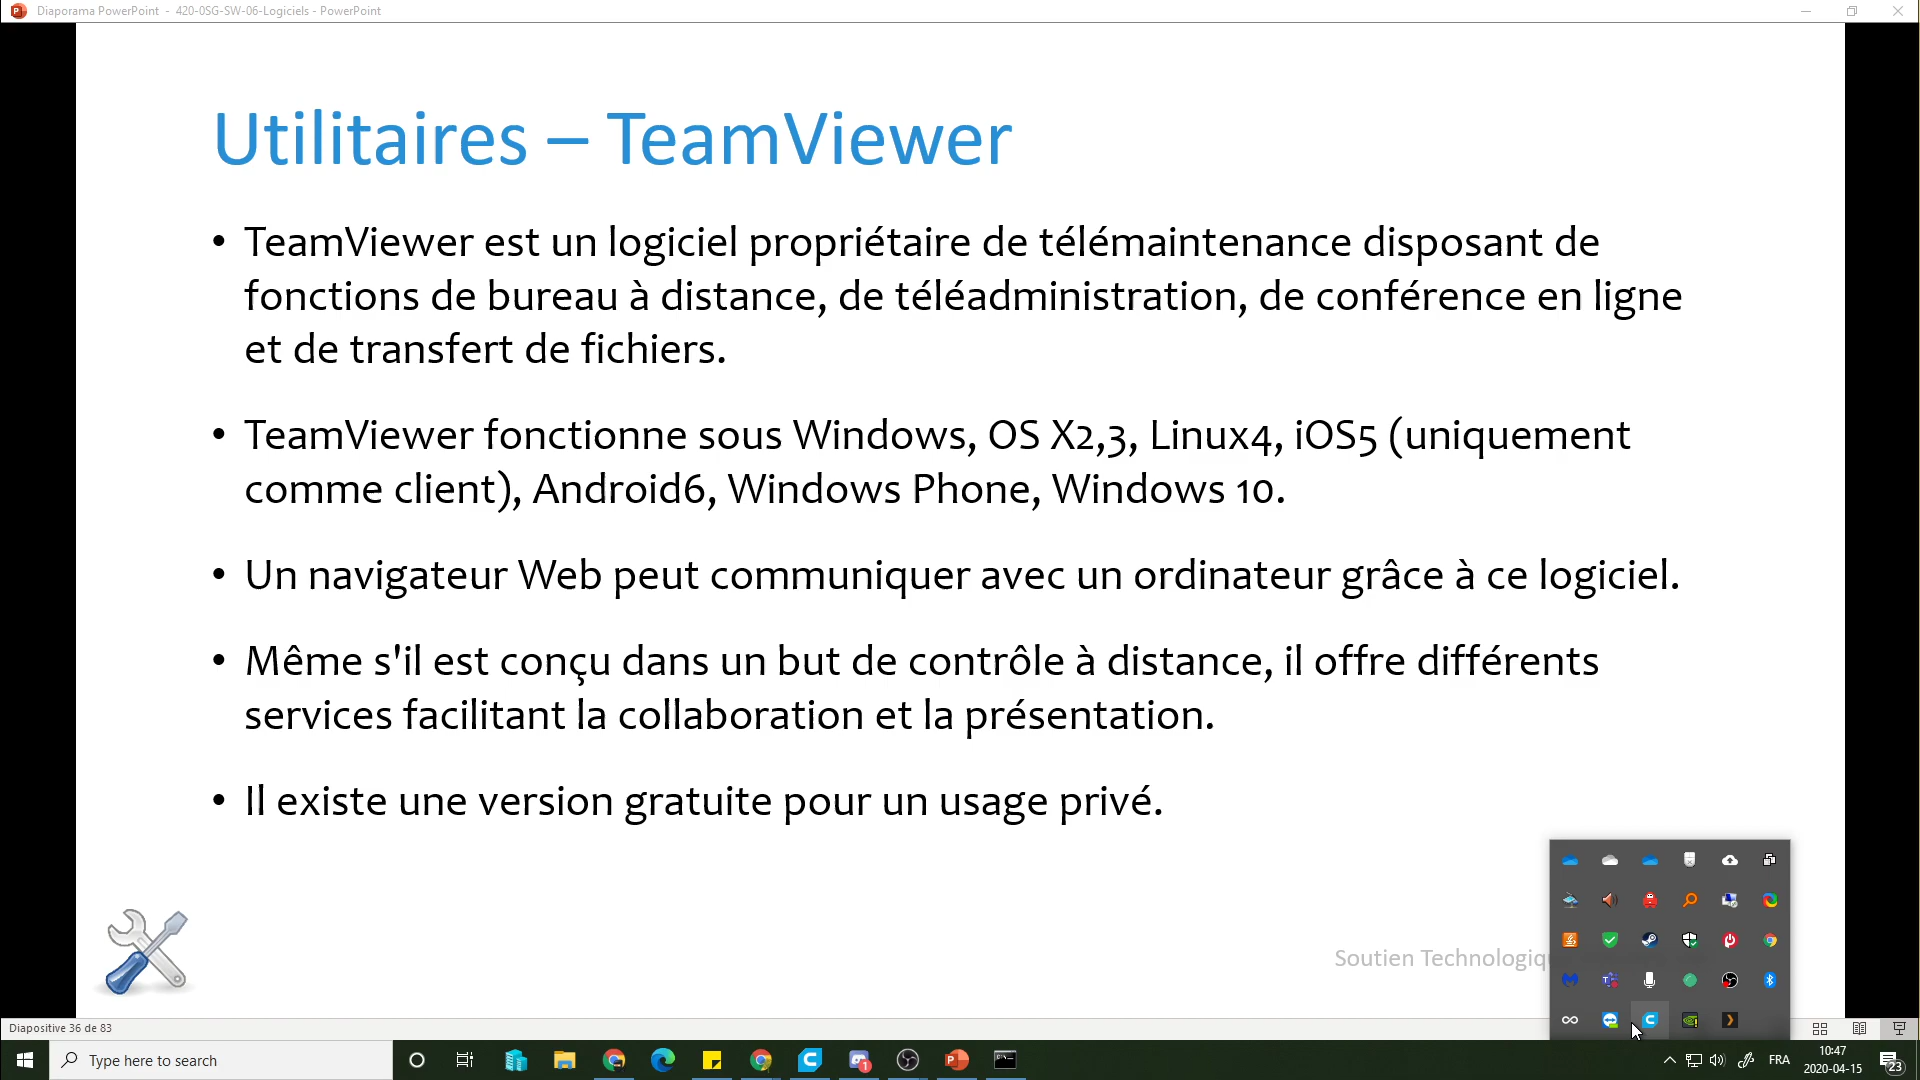 Diaporama PowerPoint - 420-0SG-SW-06-Logiciels - PowerPoint
Utilitaires – TeamViewer
• TeamViewer est un logiciel propriétaire de télémaintenance disposant de
fonctions de bureau à distance, de téléadministration, de conférence en ligne
et de transfert de fichiers.
• TeamViewer fonctionne sous Windows, OS X2,3, Linux4, iOS5 (uniquement
comme client), Android6, Windows Phone, Windows 10.
• Un navigateur Web peut communiquer avec un ordinateur grâce à ce logiciel.
• Même s'il est conçu dans un but de contrôle à distance, il offre différents
services facilitant la collaboration et la présentation.
• Il existe une version gratuite pour un usage privé.
Soutien Technologiqu
Diapositive 36 de 83
Type here to search
1
FRA
10:47
2020-04-15
23